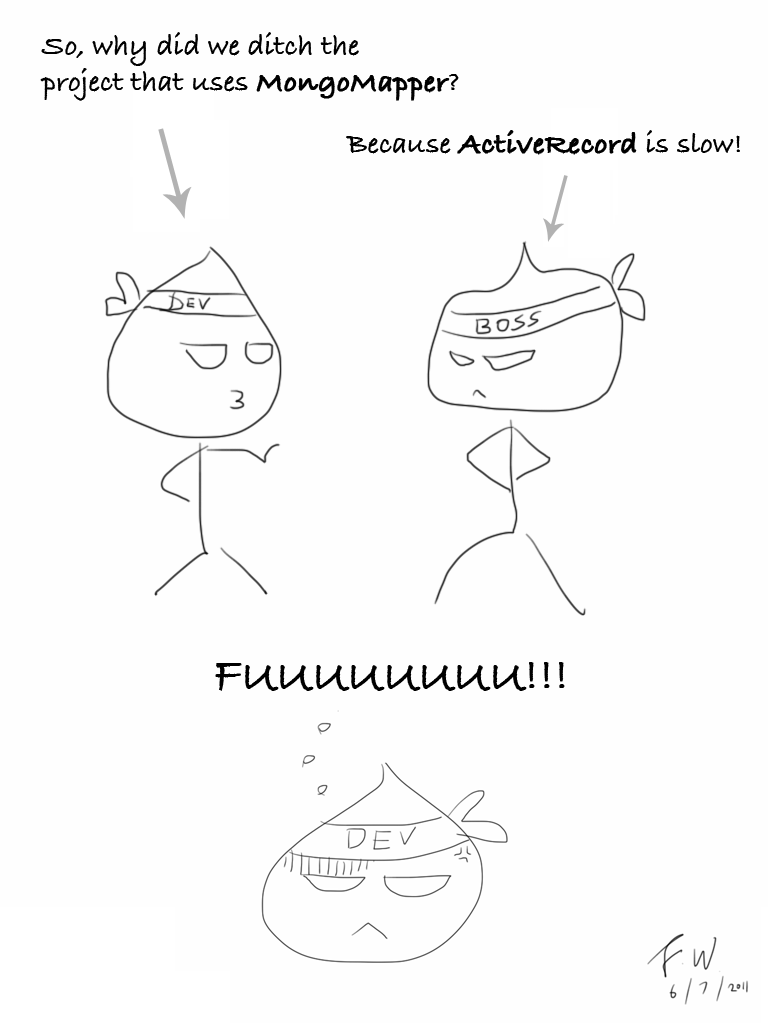 So, why did we ditch the
project that uses MongoMapper?
Because ActiveRecord is slow!
DEV
BOSS
FUUUUUUUU!!!
DEV
F.W.
6/7/2011